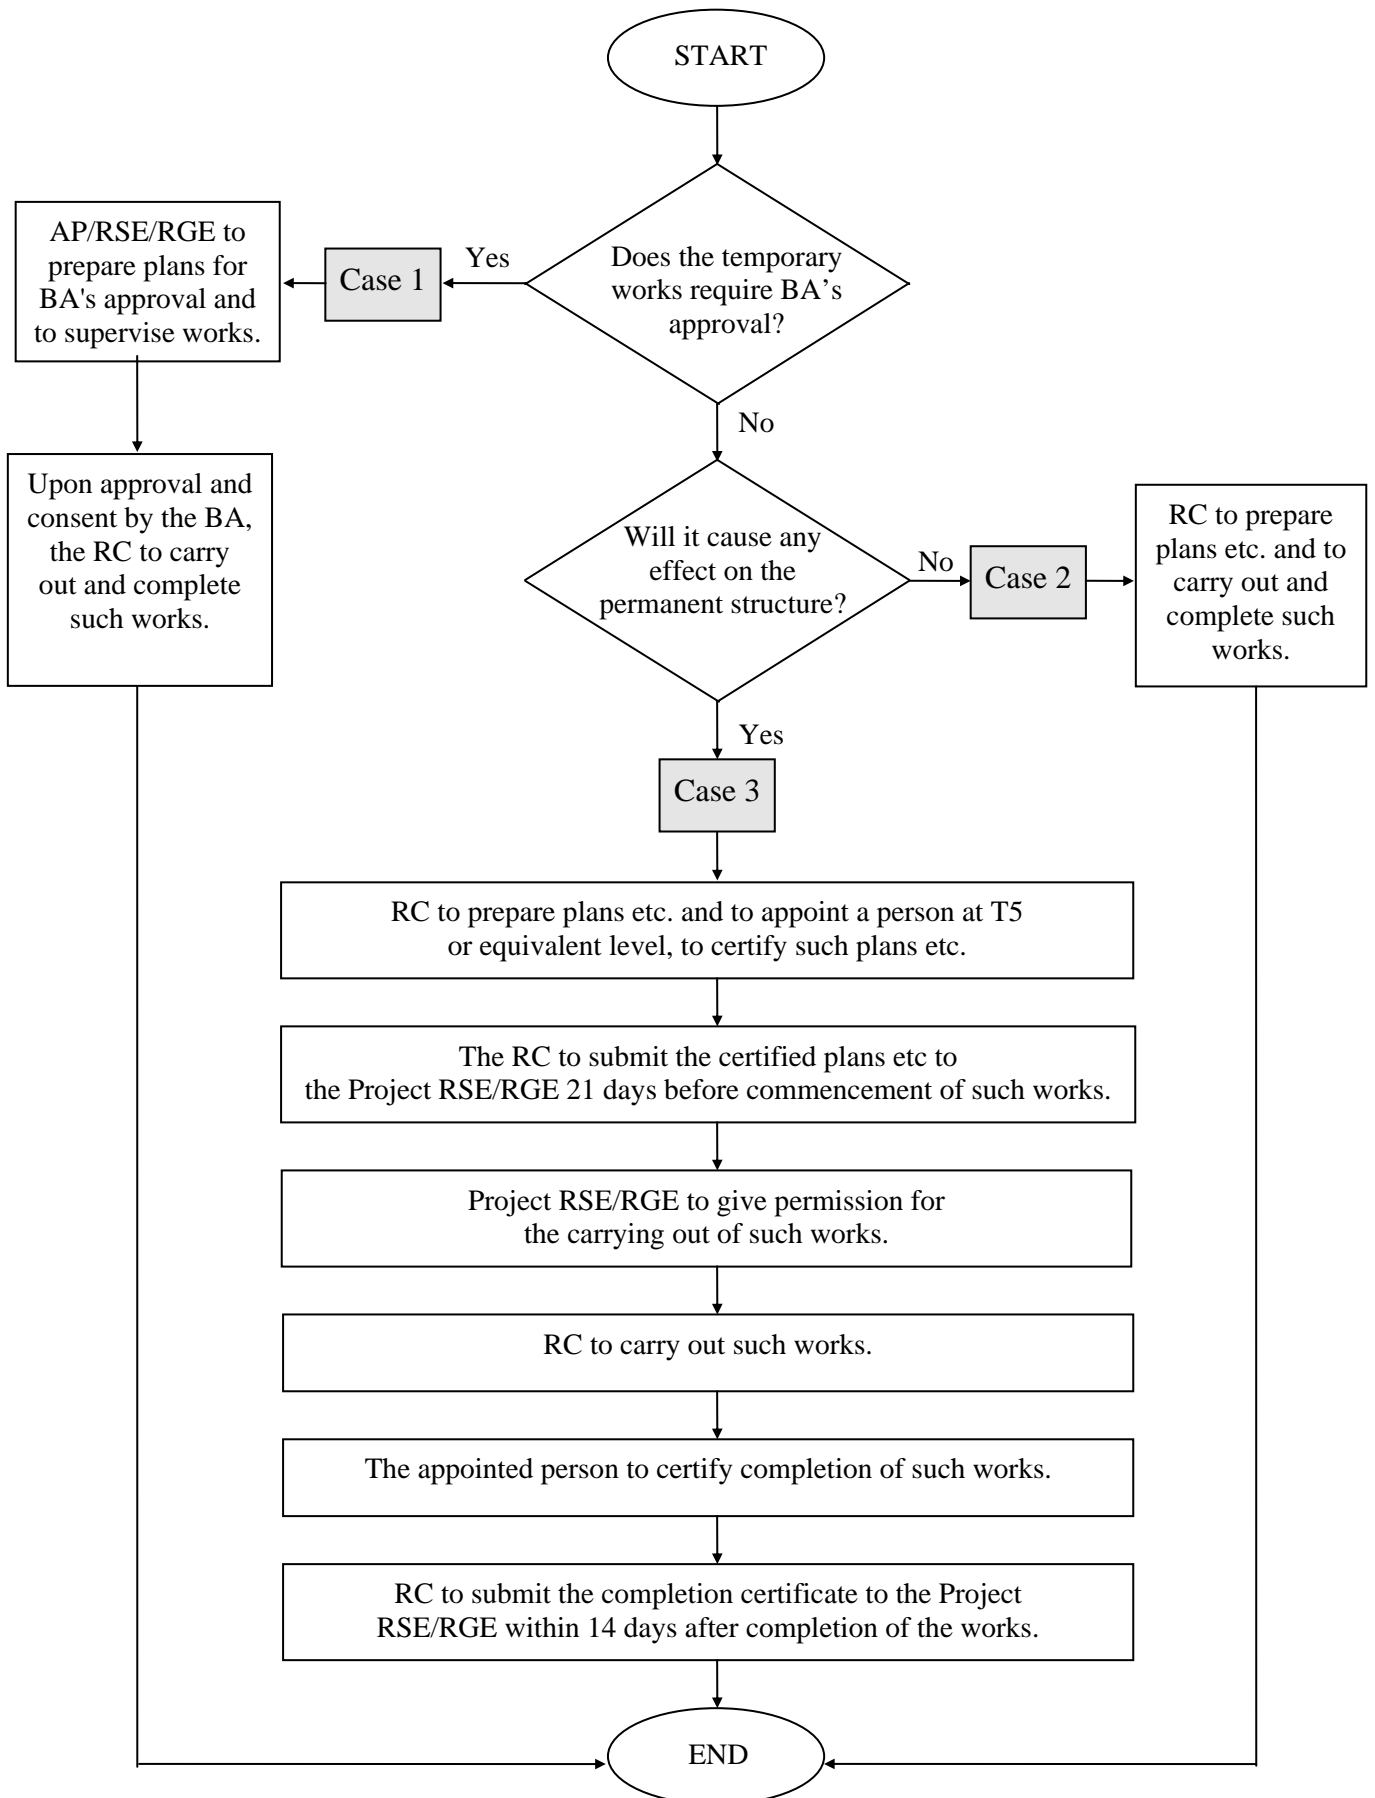 START
Does the temporary
works require BA’s
approval?
Yes
Case 1
AP/RSE/RGE to
prepare plans for
BA's approval and
to supervise works.
Upon approval and
consent by the BA,
the RC to carry
out and complete
such works.
No
Will it cause any
effect on the
permanent structure?
No
Case 2
RC to prepare
plans etc. and to
carry out and
complete such
works.
Yes
Case 3
RC to prepare plans etc. and to appoint a person at T5
or equivalent level, to certify such plans etc.
The RC to submit the certified plans etc to
the Project RSE/RGE 21 days before commencement of such works.
Project RSE/RGE to give permission for
the carrying out of such works.
RC to carry out such works.
The appointed person to certify completion of such works.
RC to submit the completion certificate to the Project
RSE/RGE within 14 days after completion of the works.
END